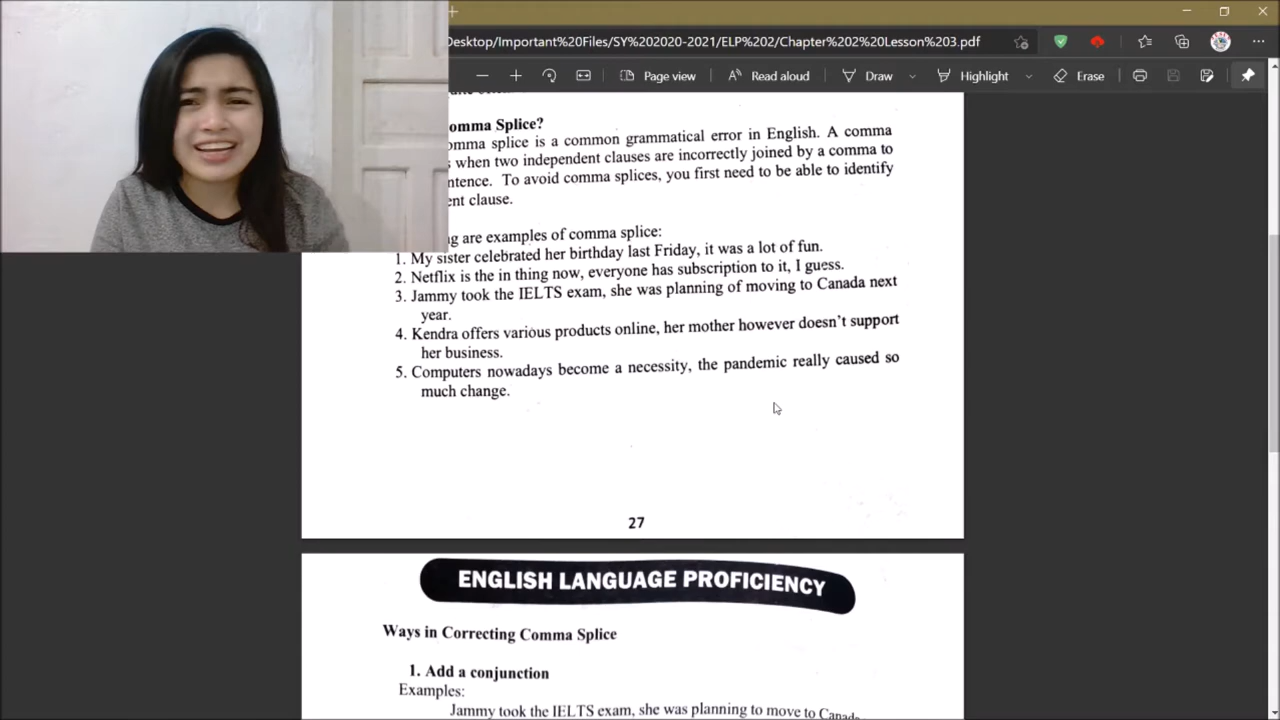 Desktop/Important%20Files/SY%202020-2021/ELP%202/Chapter%202%20Lesson%203.pdf
Page view
Read aloud
Draw
Highlight
Erase
omma Splice?
omma splice is a common grammatical error in English. A comma
when two independent clauses are incorrectly joined by a comma to
ntence. To avoid comma splices, you first need to be able to identify
ent clause.
g are examples of comma splice:
1. My sister celebrated her birthday last Friday, it was a lot of fun.
2. Netflix is the in thing now, everyone has subscription to it, I guess.
3. Jammy took the IELTS exam, she was planning of moving to Canada next
year.
4. Kendra offers various products online, her mother however doesn't support
her business.
5. Computers nowadays become a necessity, the pandemic really caused so
much change.
27
ENGLISH LANGUAGE PROFICIENCY
Ways in Correcting Comma Splice
1. Add a conjunction
Examples:
Jammy took the IELTS exam, she was planning to move to Canada